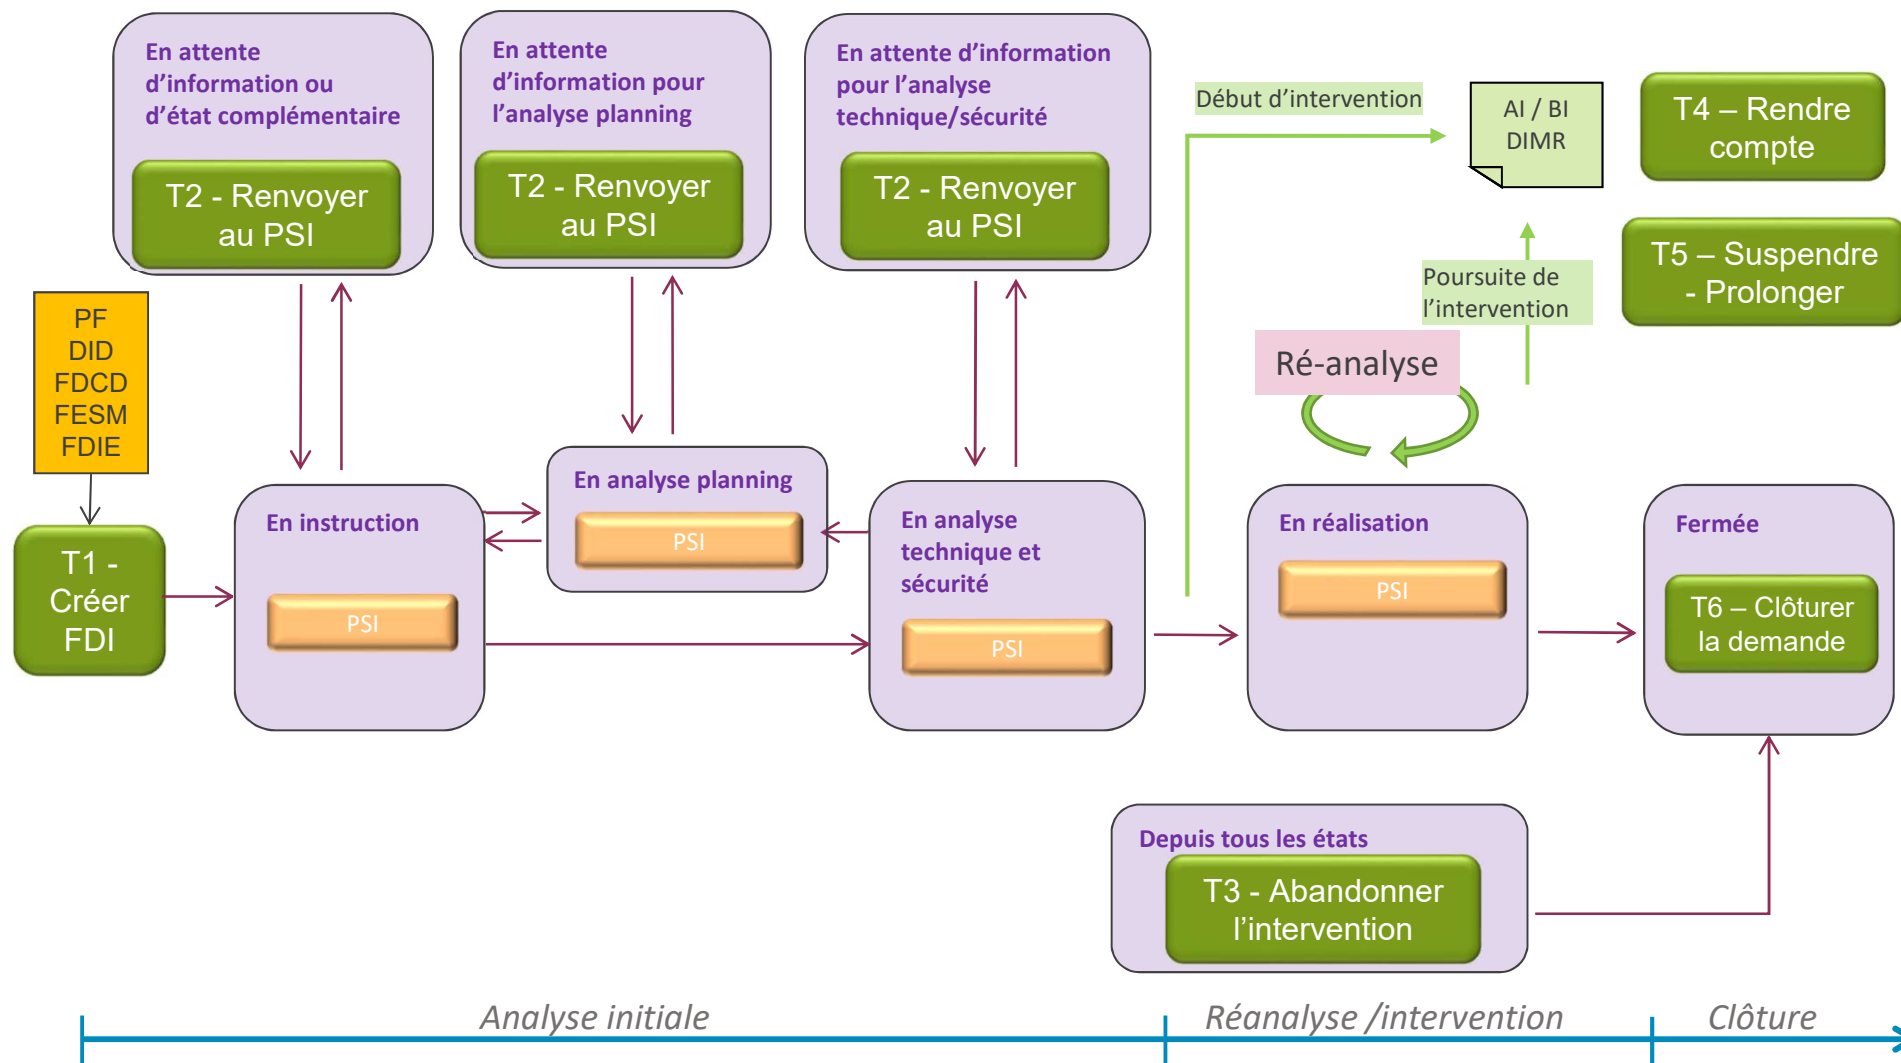 En attente
d'information ou
d'état complémentaire
T2 - Renvoyer
au PSI
En attente
d'information pour
l'analyse planning
T2 - Renvoyer
au PSI
En attente d'information
pour l'analyse
technique/sécurité
T2 - Renvoyer
au PSI
Début d'intervention
AI / BI
DIMR
T4 – Rendre
compte
T5 – Suspendre
- Prolonger
Poursuite de
l'intervention
Ré-analyse
PF
DID
FDCD
FESM
FDIE
T1 -
Créer
FDI
En instruction
PSI
En analyse planning
PSI
En analyse
technique et
sécurité
PSI
En réalisation
PSI
Fermée
T6 – Clôturer
la demande
Depuis tous les états
T3 - Abandonner
l'intervention
Analyse initiale
Réanalyse /intervention
Clôture